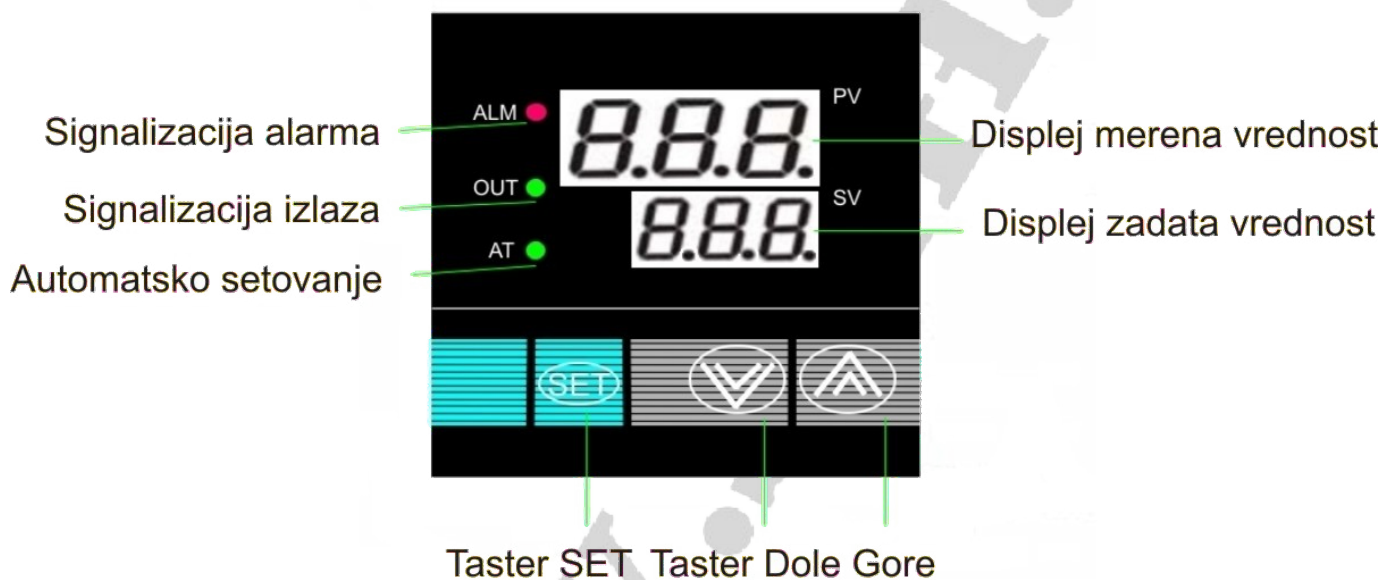 ALM
8.8.8.
PV
Signalizacija alarma
Displej merena vrednost
OUT
SV
Signalizacija izlaza
8.8.8.
Displej zadata vrednost
AT
Automatsko setovanje
SET
Taster SET Taster Dole Gore